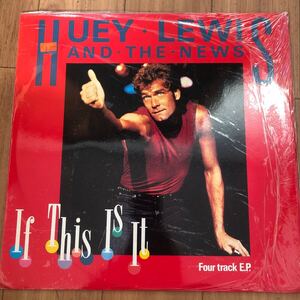 HUEY · LEWIS
AND · THE · NEWS
If This Is It
Four track E.P.